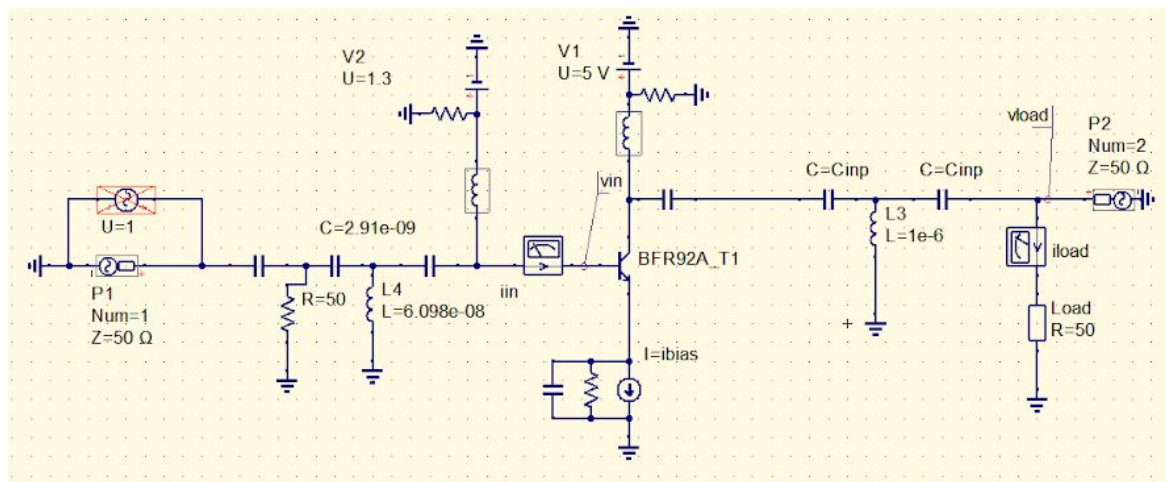 V2
U=1.3
V1
U=5 V
vload
P2
Num=2
Z=50 Ω
C=Cinp
C=Cinp
vin
U=1
C=2.91e-09
L3
L=1e-6
BFR92A_T1
iload
P1
Num=1
Z=50 Ω
R=50
L4
L=6.098e-08
iin
Load
R=50
I=ibias